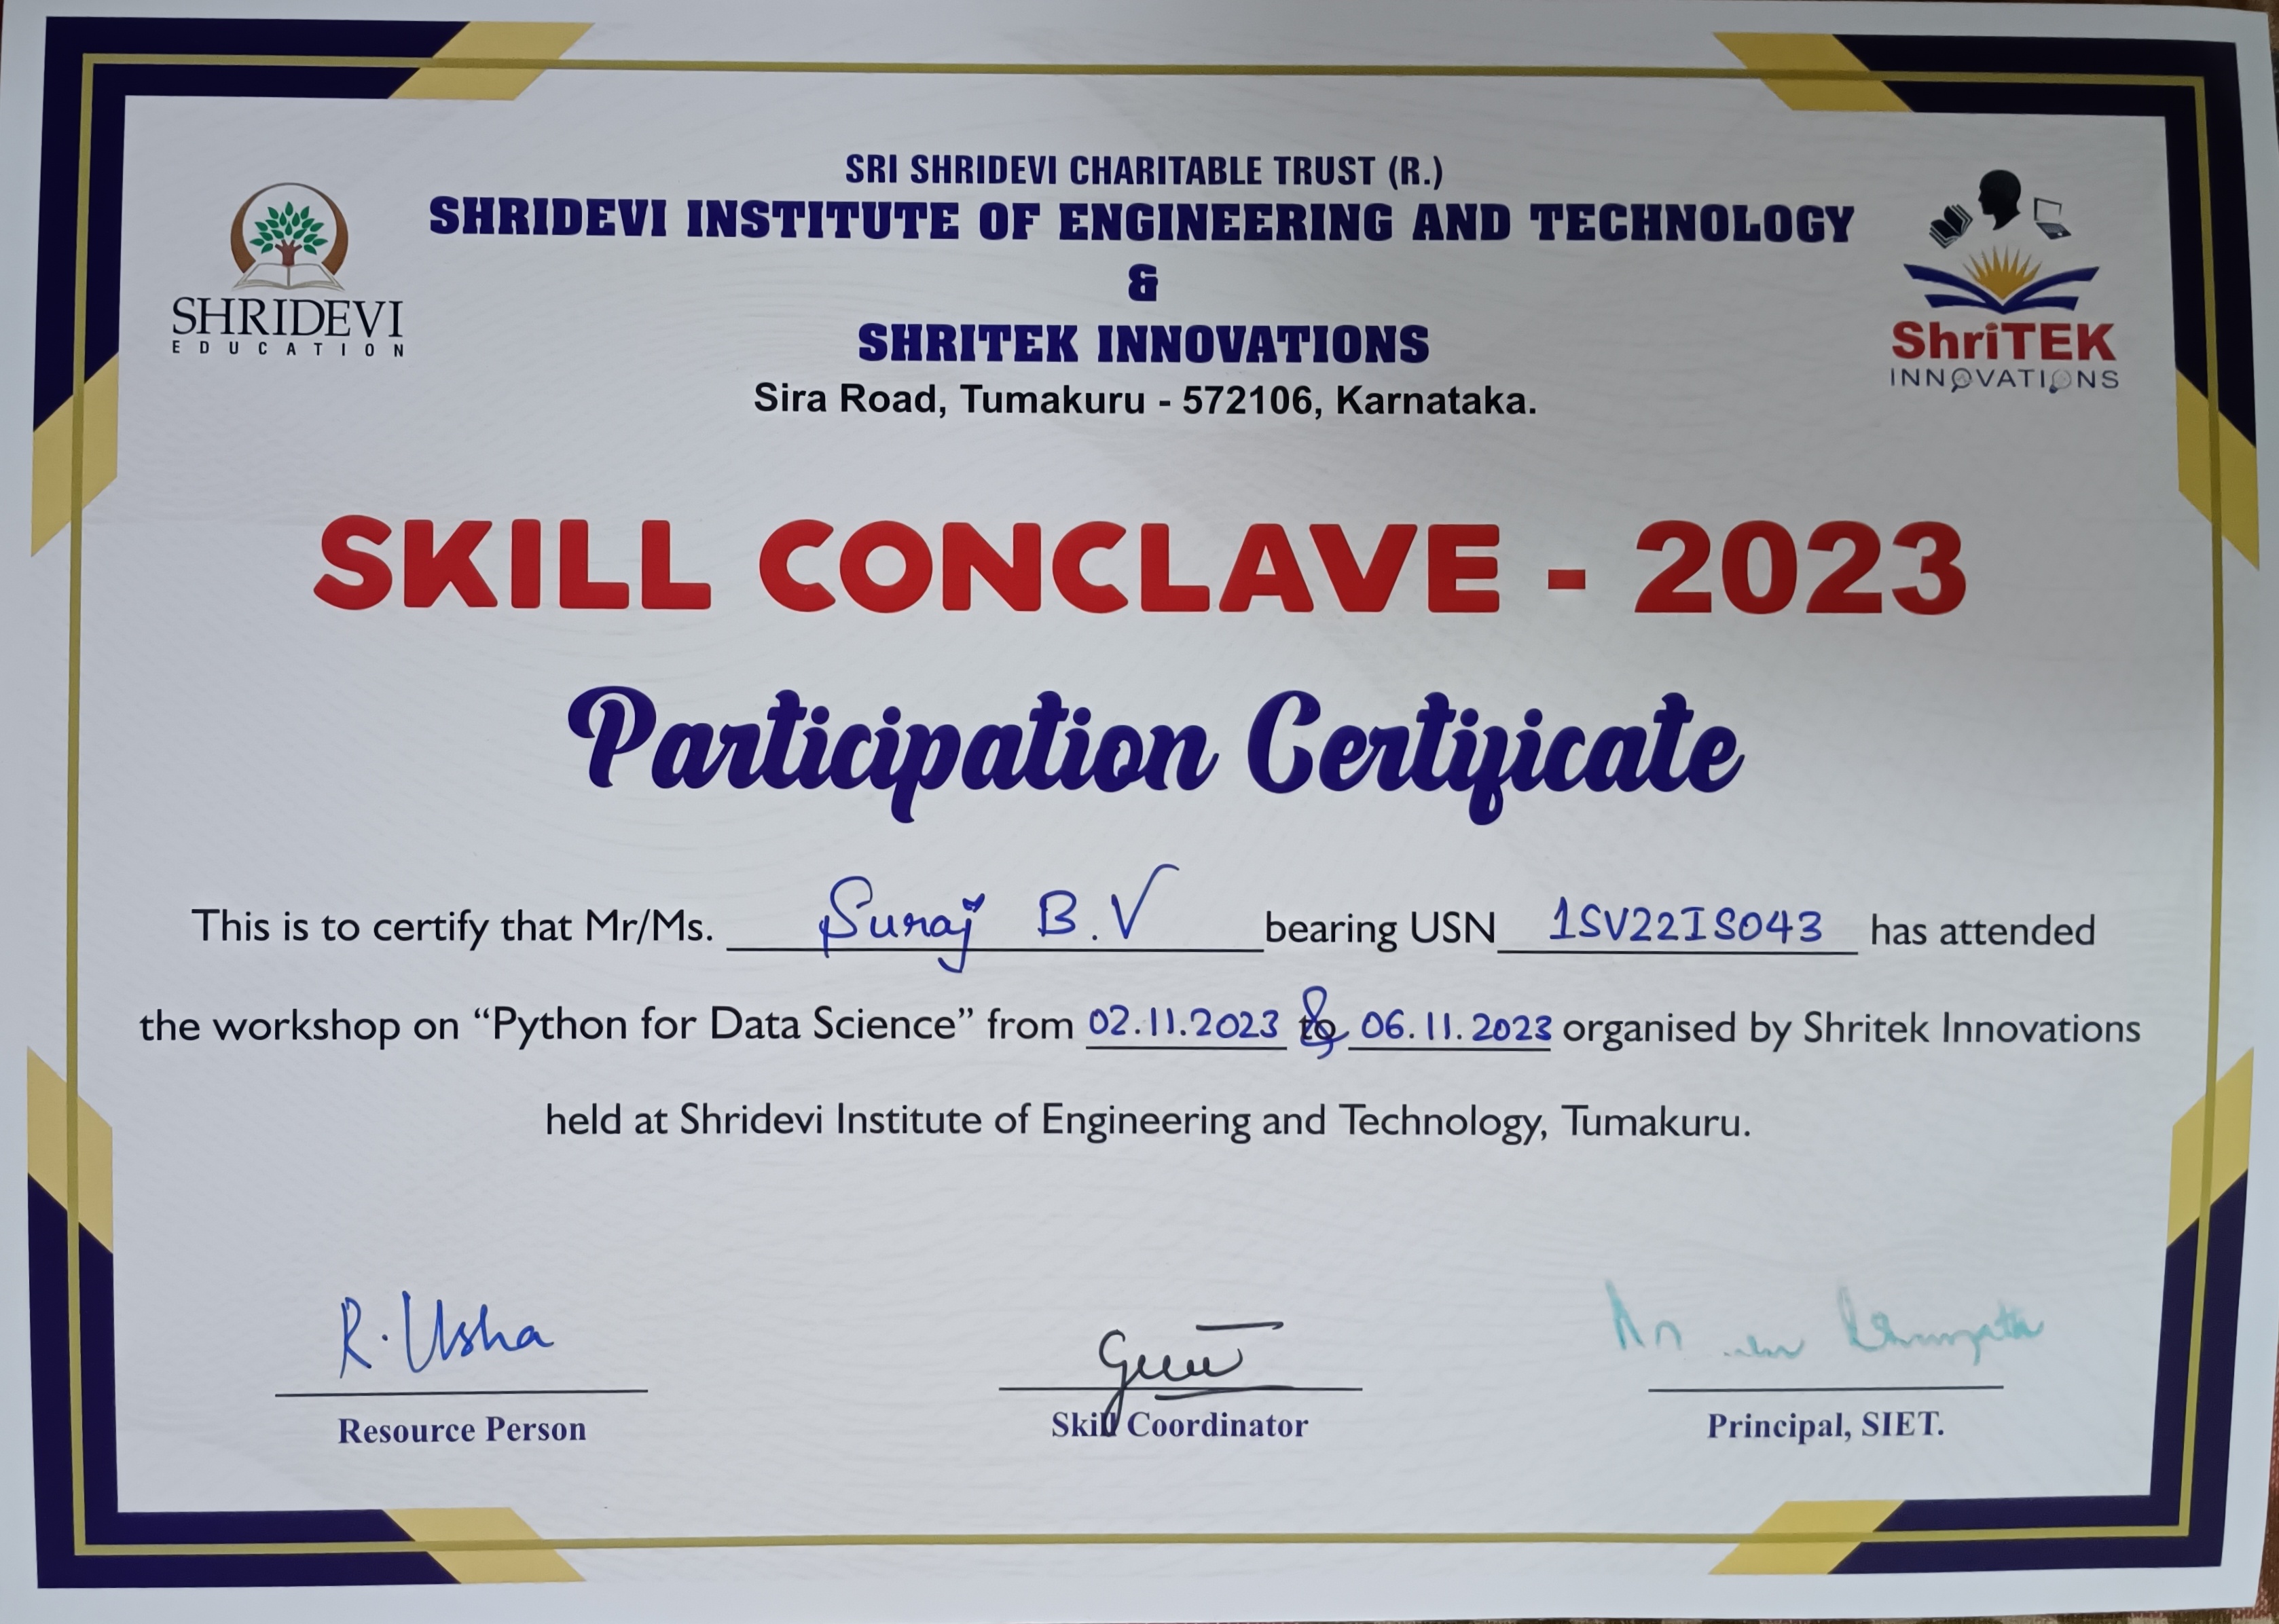 SRI SHRIDEVI CHARITABLE TRUST (R.)
SHRIDEVI INSTITUTE OF ENGINEERING AND TECHNOLOGY
&
SHRITEK INNOVATIONS
Sira Road, Tumakuru - 572106, Karnataka.
SHRIDEVI
EDUCATION
ShriTEK
INNOVATIONS
SKILL CONCLAVE - 2023
Participation Certificate
This is to certify that Mr/Ms. Suraj B.V bearing USN 1SV22IS043 has attended
the workshop on “Python for Data Science” from 02.11.2023 & 06.11.2023 organised by Shritek Innovations
held at Shridevi Institute of Engineering and Technology, Tumakuru.
R. Usha
Resource Person
Skill Coordinator
Principal, SIET.